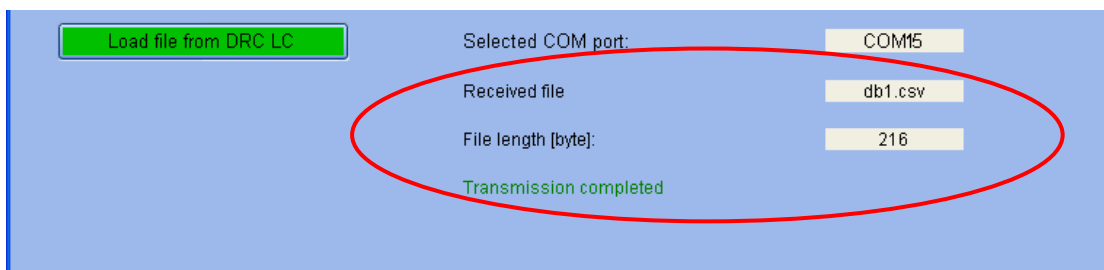 Load file from DRC LC
Selected COM port: COM15
Received file db1.csv
File length [byte]: 216
Transmission completed